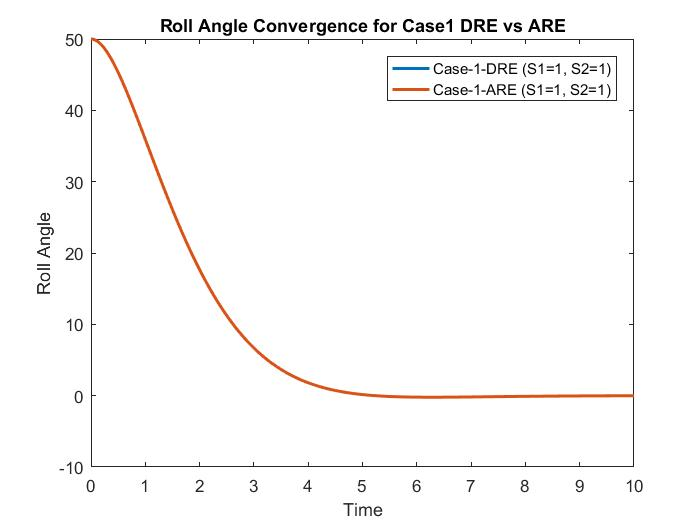 Roll Angle Convergence for Case1 DRE vs ARE
Case-1-DRE (S1=1, S2=1)
Case-1-ARE (S1=1, S2=1)
50
40
30
20
10
0
-10
Roll Angle
0 1 2 3 4 5 6 7 8 9 10
Time